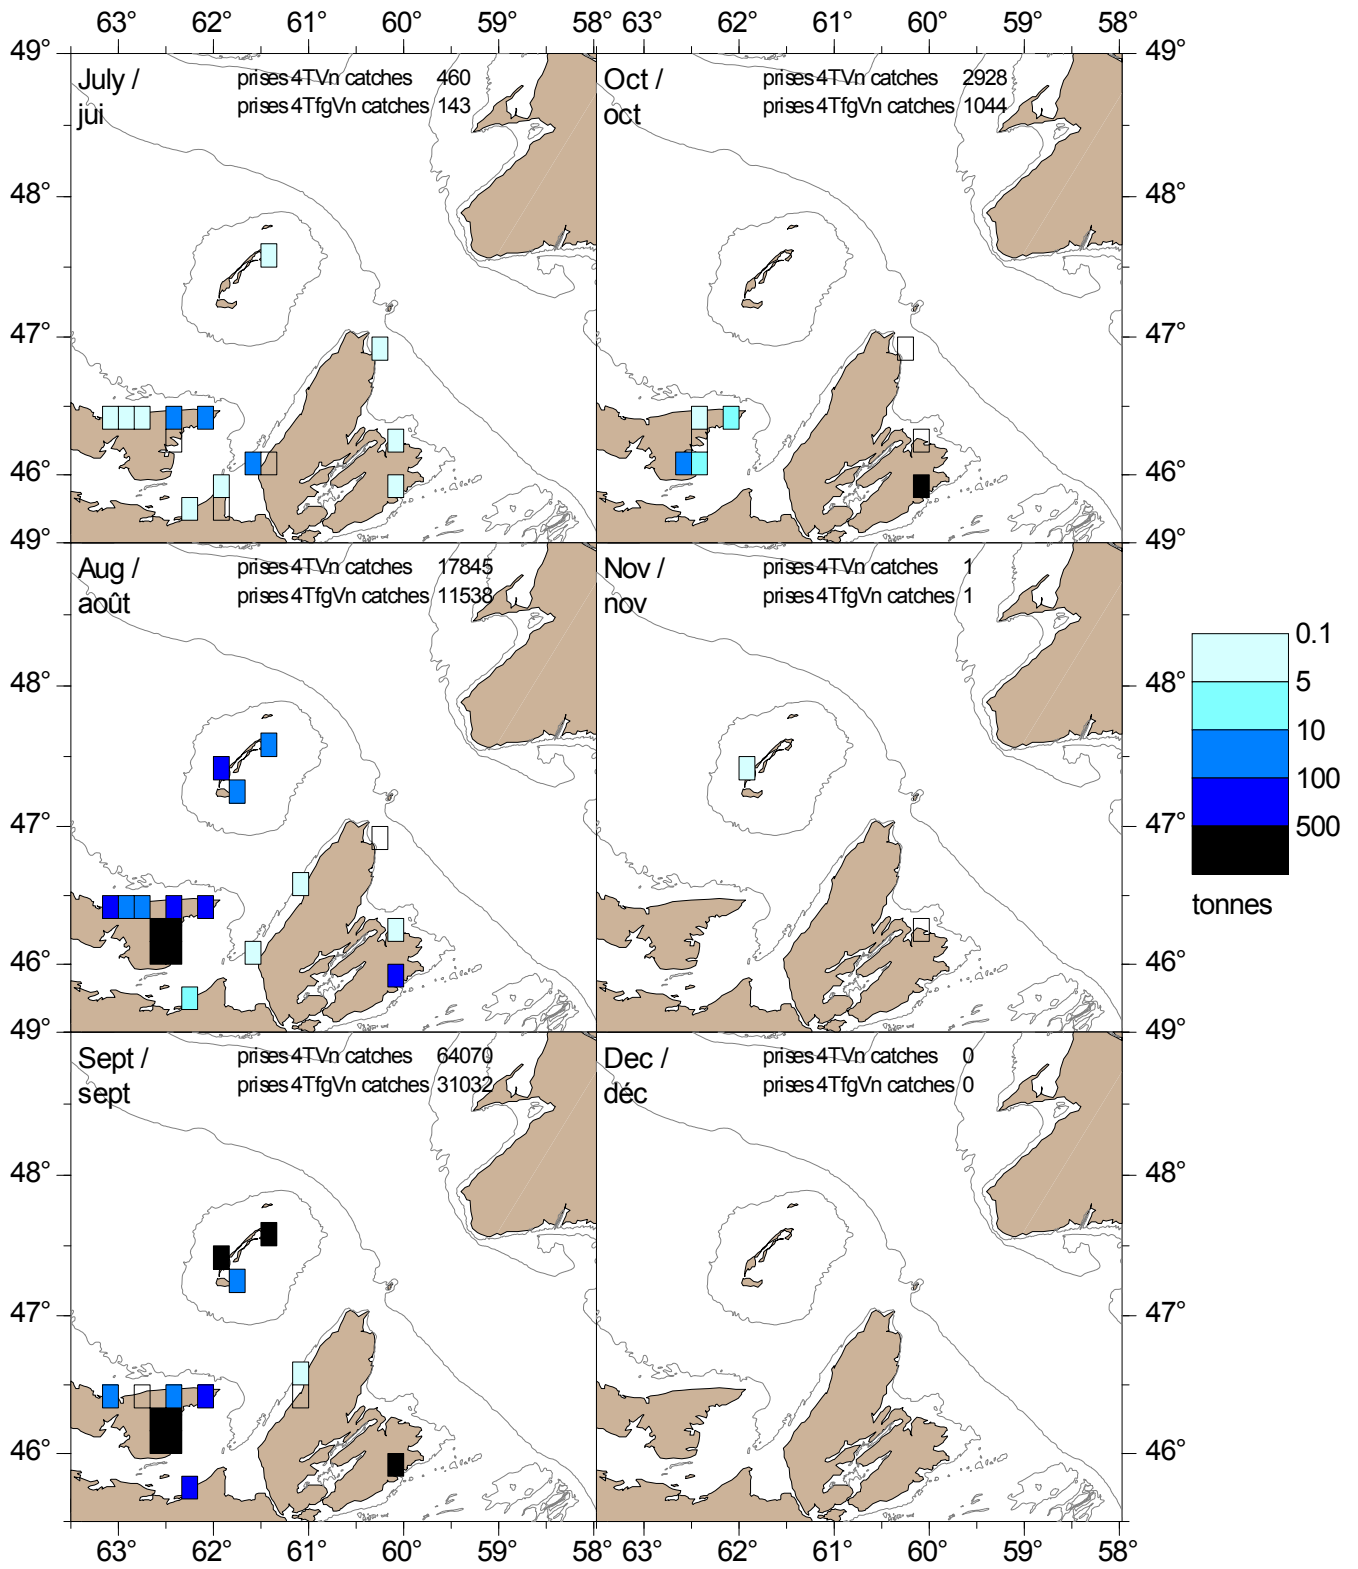 63° 62° 61° 60° 59° 58° 63° 62° 61° 60° 59° 58°
49° 49°
July / jui
prises 4TVn catches 460
prises 4TfgVn catches 143
Oct / oct
prises 4TVn catches 2928
prises 4TfgVn catches 1044
48° 48°
47° 47°
46° 46°
49° 49°
Aug / août
prises 4TVn catches 17845
prises 4TfgVn catches 11538
Nov / nov
prises 4TVn catches 1
prises 4TfgVn catches 1
48° 48°
47° 47°
46° 46°
49° 49°
0.1
5
10
100
500
tonnes
Sept / sept
prises 4TVn catches 64070
prises 4TfgVn catches 31032
Dec / déc
prises 4TVn catches 0
prises 4TfgVn catches 0
48° 48°
47° 47°
46° 46°
63° 62° 61° 60° 59° 58° 63° 62° 61° 60° 59° 58°